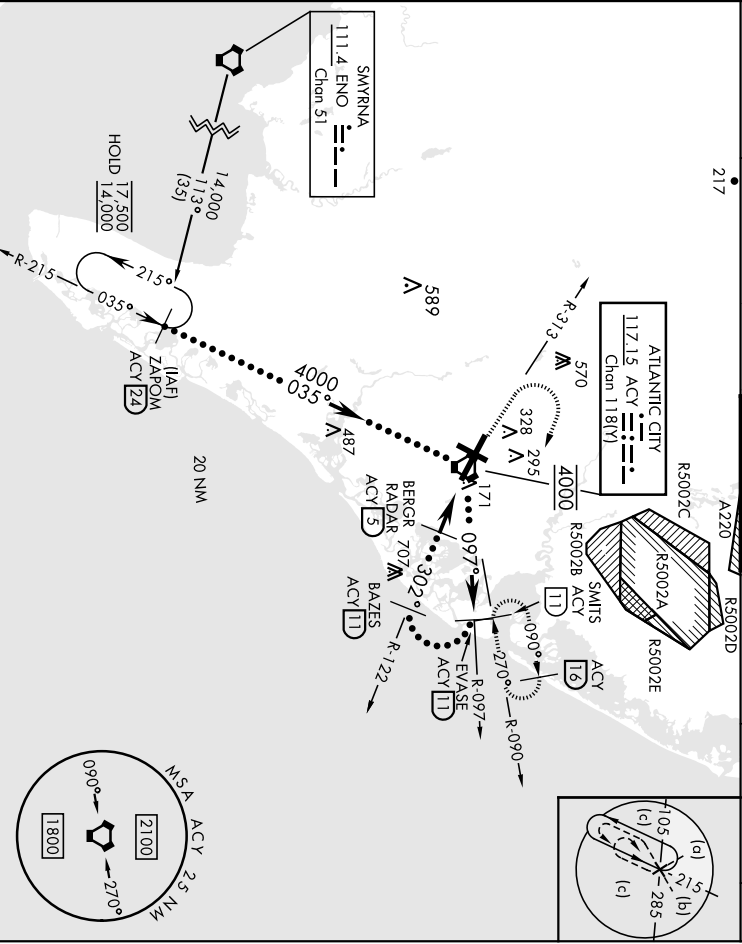 217
SMYRNA
111.4 ENO
Chan 51
14,000
113°
(35)
HOLD 17,500
14,000
R-215
215°
035°
(IAF)
ZAPOM
ACY 24
4000
035°
589
487
R-313
570
328
295
171
ATLANTIC CITY
117.15 ACY
Chan 118(Y)
4000
R5002C
A220
R5002D
R5002A
R5002B
R5002E
SMITS
ACY
11
090°
270°
ACY
16
R-090
097°
R-097
EVASE
ACY 11
BERGR
RADAR
ACY 5
707
302°
BAZES
ACY 11
R-122
20 NM
MSA ACY 25 NM
090°
270°
2100
1800
105
(c)
(a)
215
(b)
285
(c)